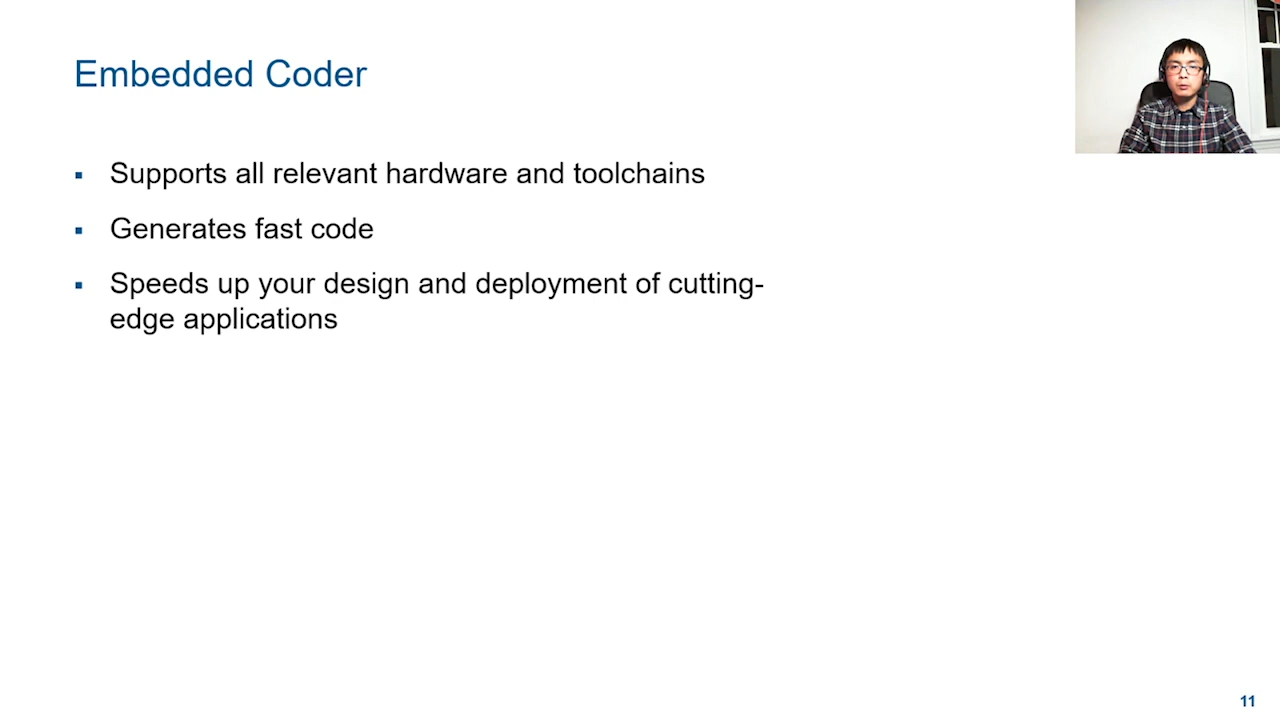 Embedded Coder
▪ Supports all relevant hardware and toolchains
▪ Generates fast code
▪ Speeds up your design and deployment of cutting-
edge applications
11